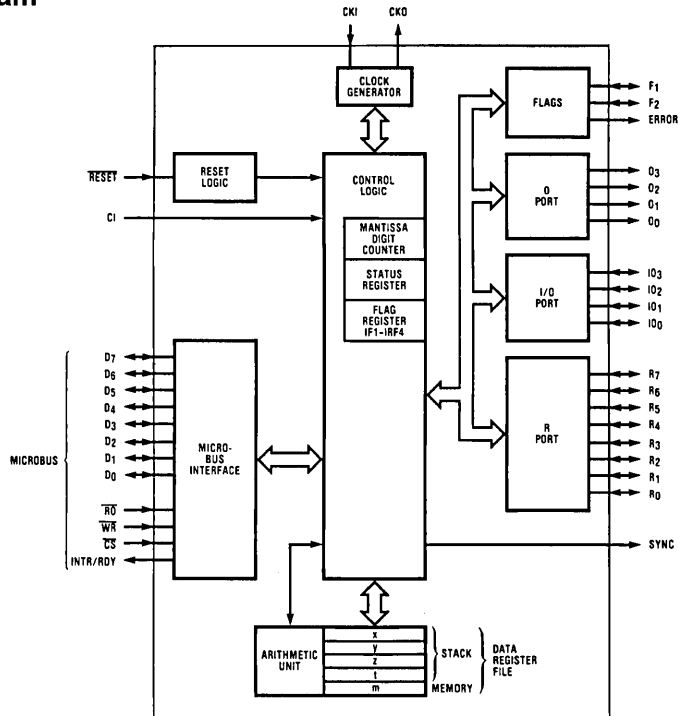 am
CKI
CKO
CLOCK
GENERATOR
FLAGS
F1
F2
ERROR
RESET
RESET
LOGIC
CI
CONTROL
LOGIC
MANTISSA
DIGIT
COUNTER
STATUS
REGISTER
FLAG
REGISTER
IF1-IRF4
O
PORT
O3
O2
O1
O0
I/O
PORT
IO3
IO2
IO1
IO0
R
PORT
R7
R6
R5
R4
R3
R2
R1
R0
MICROBUS
D7
D6
D5
D4
D3
D2
D1
D0
RD
WR
CS
INTR/RDY
MICRO-
BUS
INTERFACE
SYNC
ARITHMETIC
UNIT
x
y
z
t
m
STACK
MEMORY
DATA
REGISTER
FILE